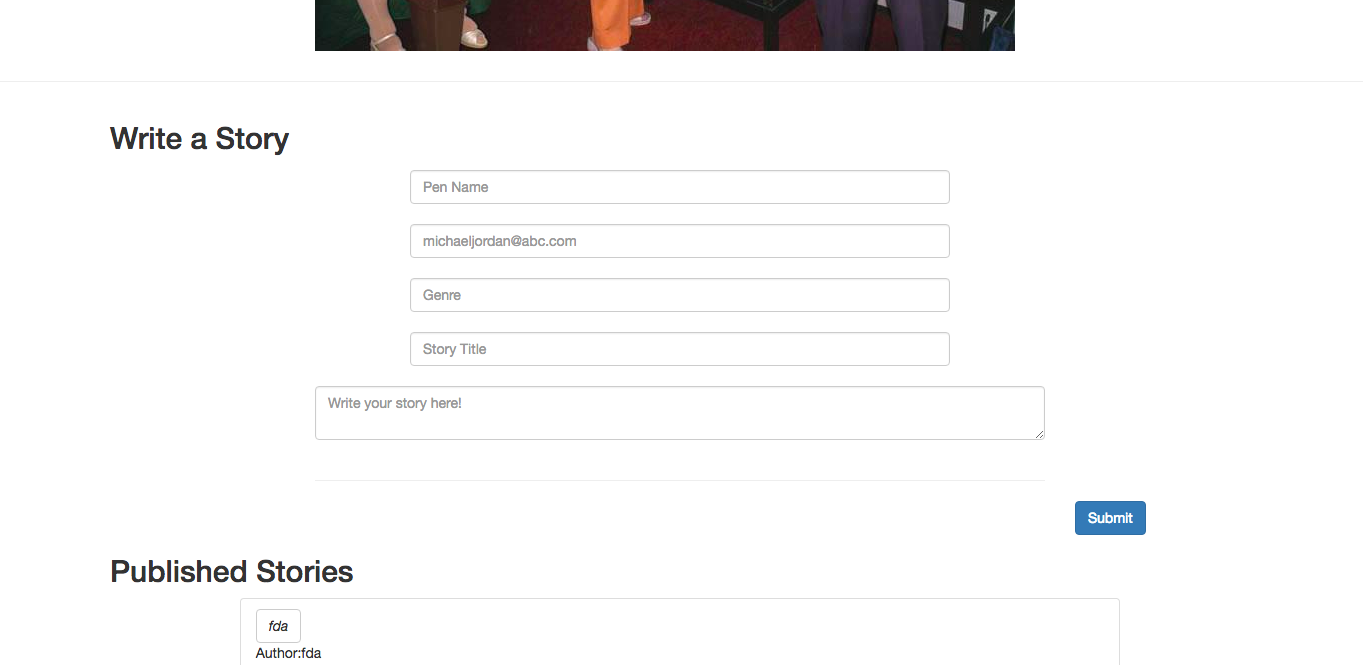 Write a Story
Pen Name
michaeljordan@abc.com
Genre
Story Title
Write your story here!
Submit
Published Stories
fda
Author:fda